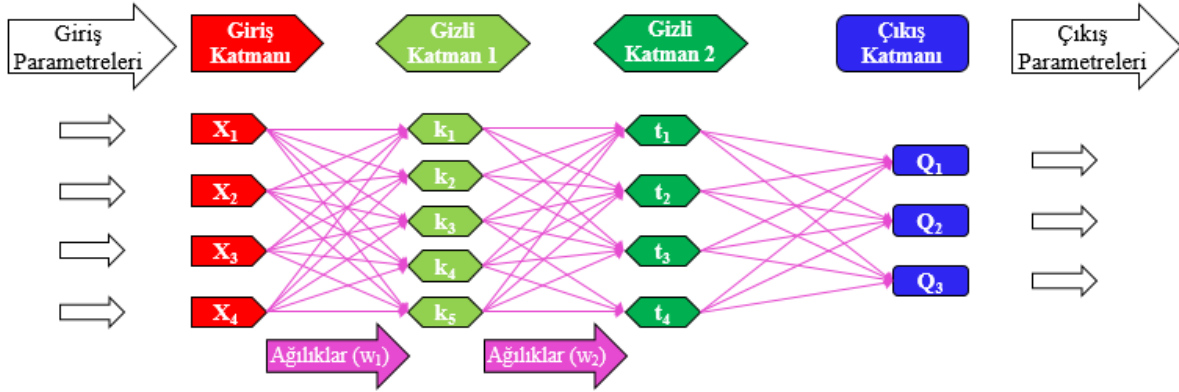 Giriş
Parametreleri
Giriş
Katmanı
Gizli
Katman 1
Gizli
Katman 2
Çıkış
Katmanı
Çıkış
Parametreleri
X₁
X₂
X₃
X₄
k₁
k₂
k₃
k₄
k₅
t₁
t₂
t₃
t₄
Q₁
Q₂
Q₃
Ağılıklar (w₁)
Ağılıklar (w₂)